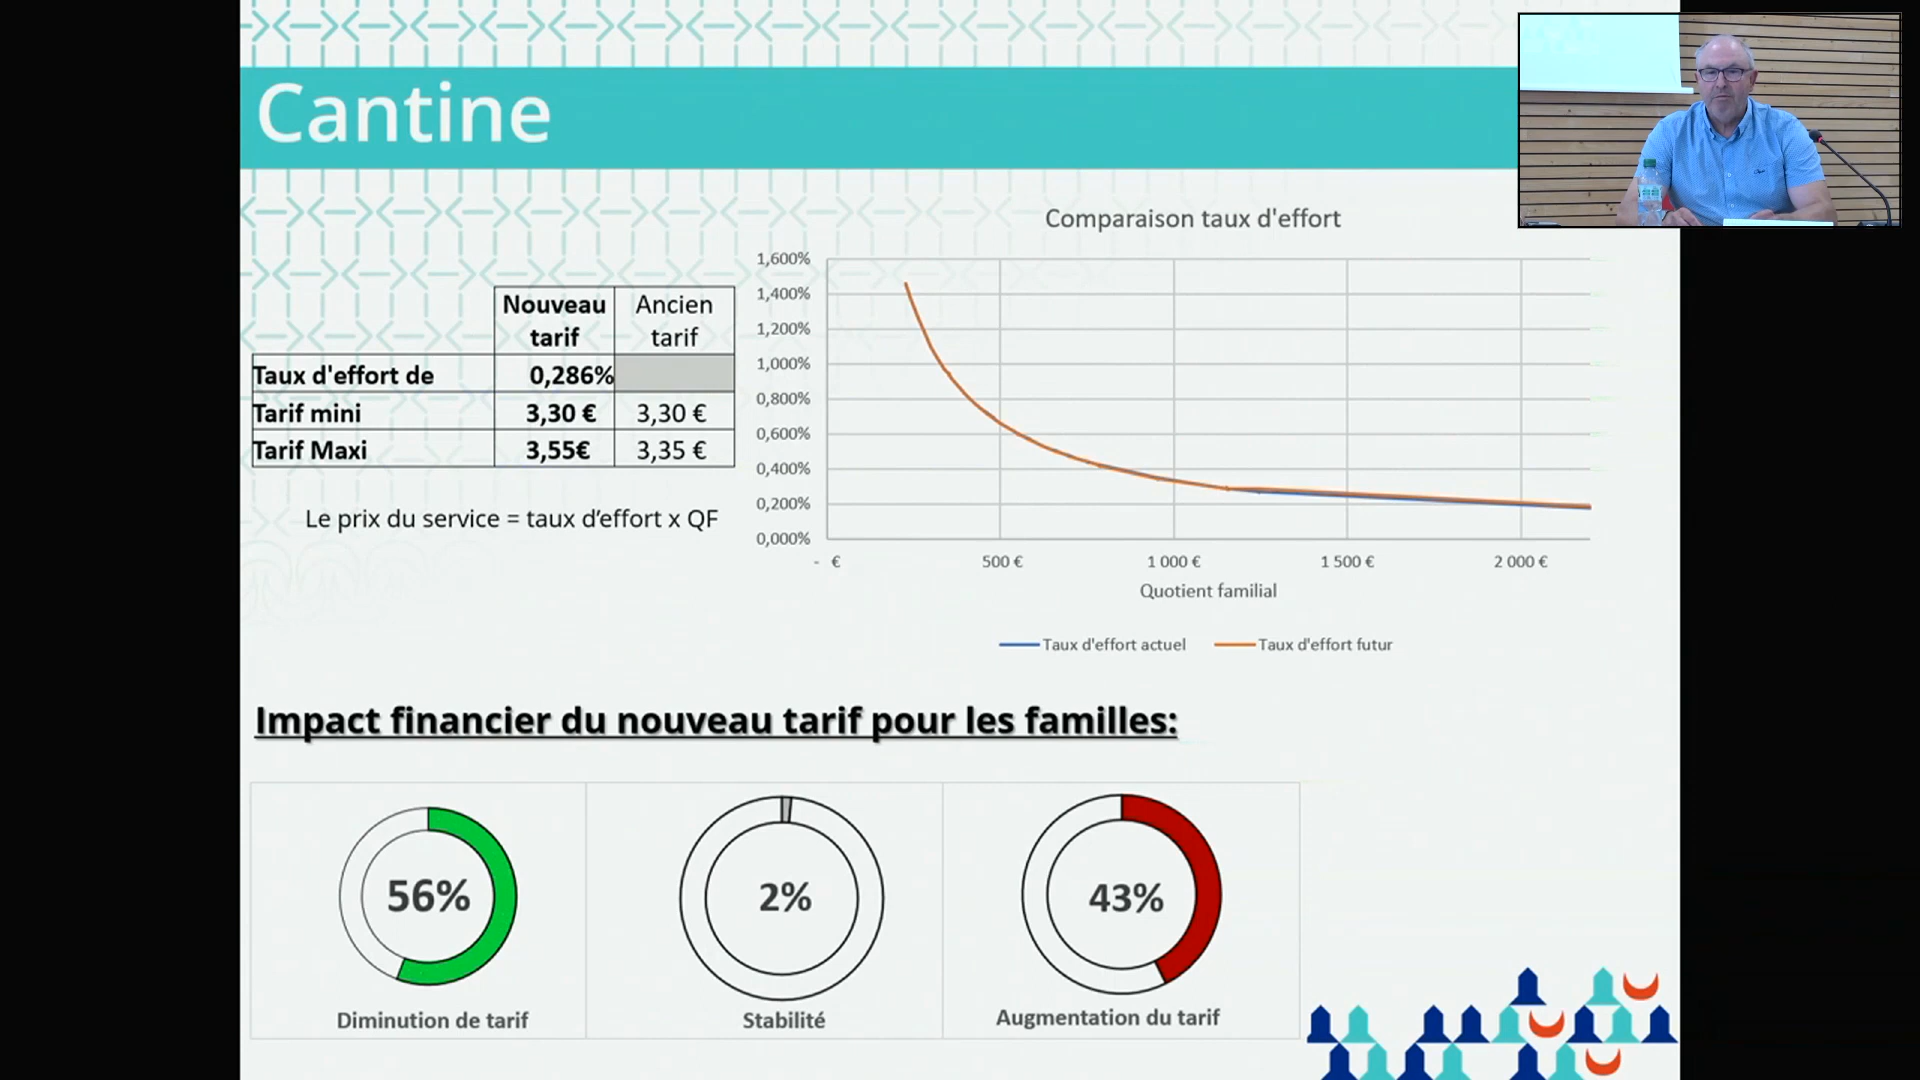 Cantine
Nouveau tarif
Ancien tarif
Taux d'effort de 0,286%
Tarif mini 3,30 € 3,30 €
Tarif Maxi 3,55€ 3,35 €
Le prix du service = taux d’effort x QF
Comparaison taux d'effort
1,600%
1,400%
1,200%
1,000%
0,800%
0,600%
0,400%
0,200%
0,000%
- € 500 € 1 000 € 1 500 € 2 000 €
Quotient familial
Taux d'effort actuel Taux d'effort futur
Impact financier du nouveau tarif pour les familles:
56% 2% 43%
Diminution de tarif Stabilité Augmentation du tarif